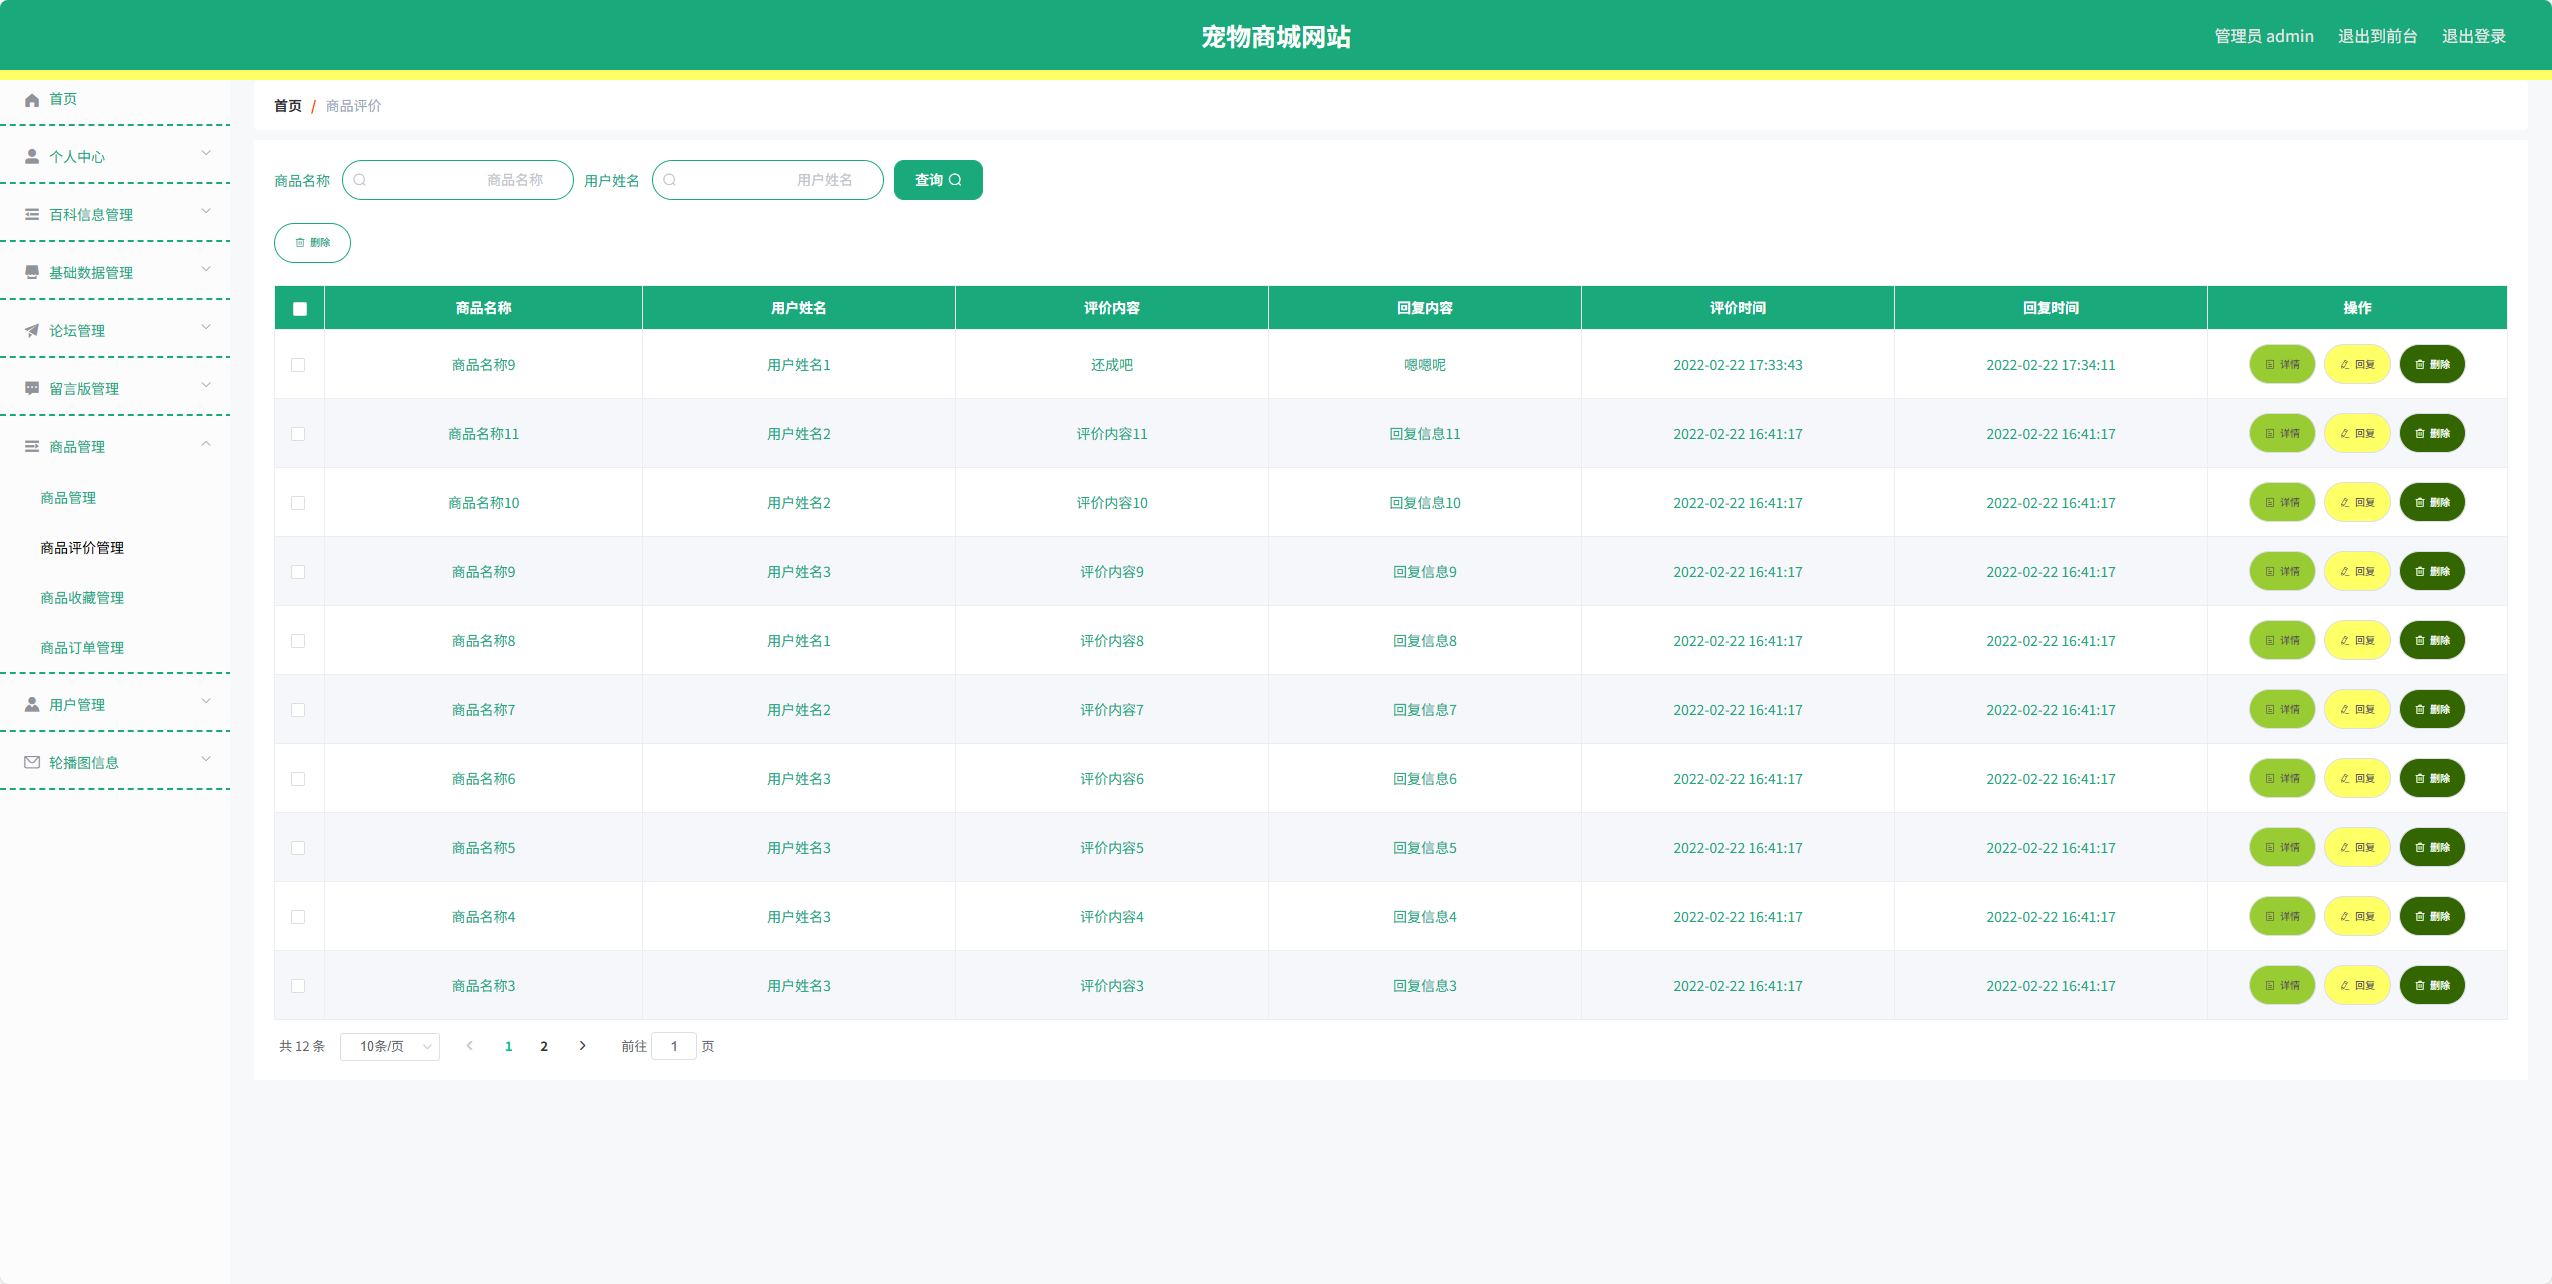 宠物商城网站
管理员 admin 退出到前台 退出登录
首页
个人中心
百科信息管理
基础数据管理
论坛管理
留言版管理
商品管理
商品管理
商品评价管理
商品收藏管理
商品订单管理
用户管理
轮播图信息
首页 / 商品评价
商品名称 商品名称 用户姓名 用户姓名 查询
删除
商品名称 用户姓名 评价内容 回复内容 评价时间 回复时间 操作
商品名称9 用户姓名1 还成吧 嗯嗯呢 2022-02-22 17:33:43 2022-02-22 17:34:11 详情 回复 删除
商品名称11 用户姓名2 评价内容11 回复信息11 2022-02-22 16:41:17 2022-02-22 16:41:17 详情 回复 删除
商品名称10 用户姓名2 评价内容10 回复信息10 2022-02-22 16:41:17 2022-02-22 16:41:17 详情 回复 删除
商品名称9 用户姓名3 评价内容9 回复信息9 2022-02-22 16:41:17 2022-02-22 16:41:17 详情 回复 删除
商品名称8 用户姓名1 评价内容8 回复信息8 2022-02-22 16:41:17 2022-02-22 16:41:17 详情 回复 删除
商品名称7 用户姓名2 评价内容7 回复信息7 2022-02-22 16:41:17 2022-02-22 16:41:17 详情 回复 删除
商品名称6 用户姓名3 评价内容6 回复信息6 2022-02-22 16:41:17 2022-02-22 16:41:17 详情 回复 删除
商品名称5 用户姓名3 评价内容5 回复信息5 2022-02-22 16:41:17 2022-02-22 16:41:17 详情 回复 删除
商品名称4 用户姓名3 评价内容4 回复信息4 2022-02-22 16:41:17 2022-02-22 16:41:17 详情 回复 删除
商品名称3 用户姓名3 评价内容3 回复信息3 2022-02-22 16:41:17 2022-02-22 16:41:17 详情 回复 删除
共 12 条 10条/页 1 2 前往 1 页